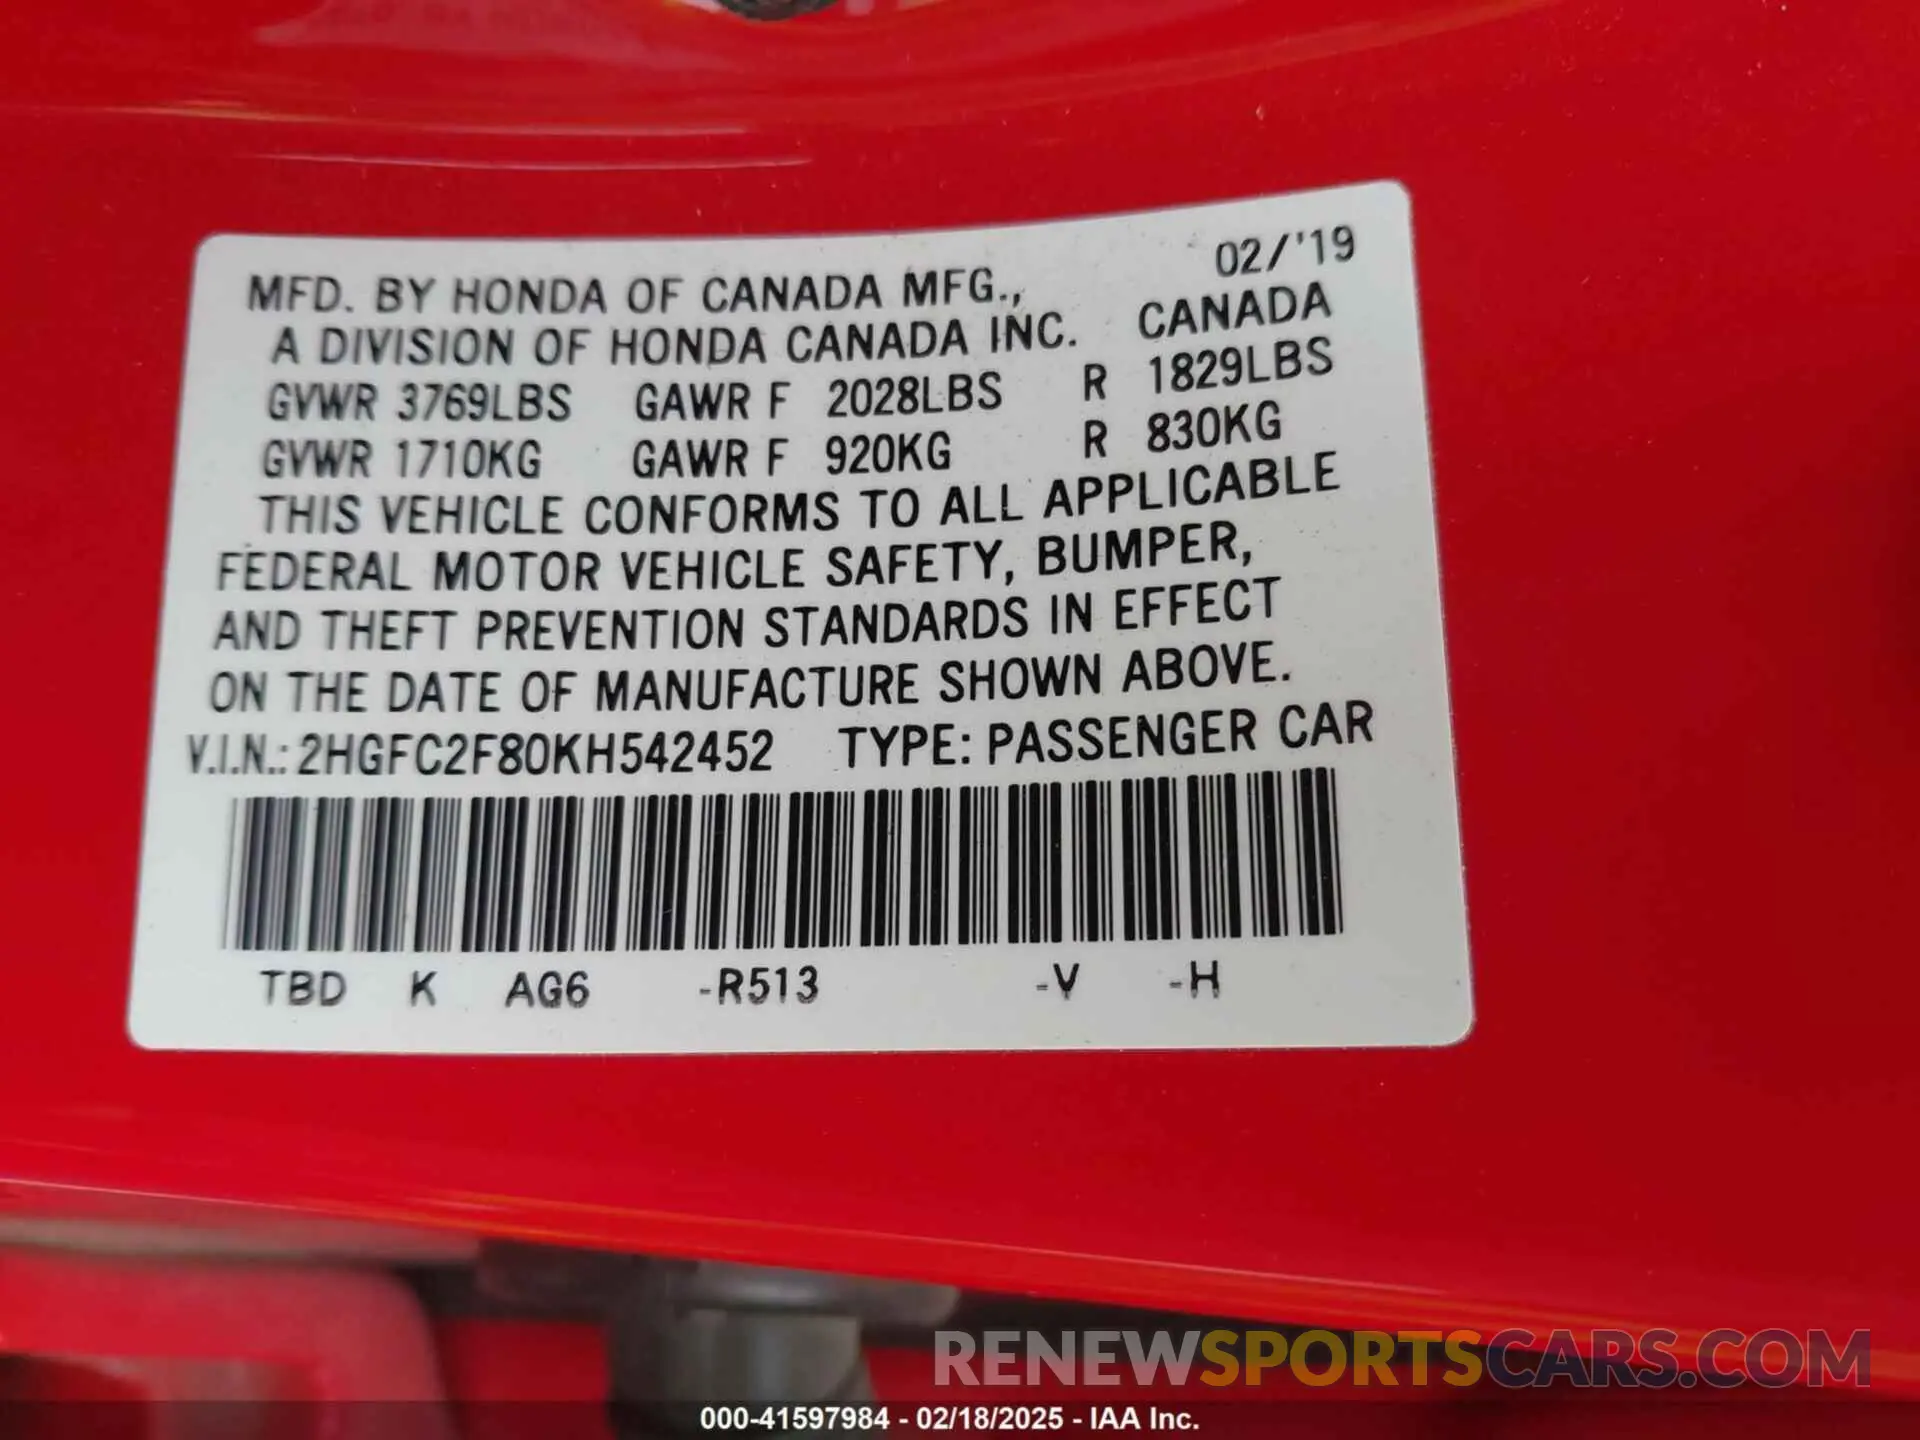 02/'19
MFD. BY HONDA OF CANADA MFG.,
A DIVISION OF HONDA CANADA INC. CANADA
GVWR 3769LBS GAWR F 2028LBS R 1829LBS
GVWR 1710KG GAWR F 920KG R 830KG
THIS VEHICLE CONFORMS TO ALL APPLICABLE
FEDERAL MOTOR VEHICLE SAFETY, BUMPER,
AND THEFT PREVENTION STANDARDS IN EFFECT
ON THE DATE OF MANUFACTURE SHOWN ABOVE.
V.I.N.: 2HGFC2F80KH542452 TYPE: PASSENGER CAR
TBD K AG6 -R513 -V -H
RENEWSPORTSCARS.COM
000-41597984 - 02/18/2025 - IAA Inc.